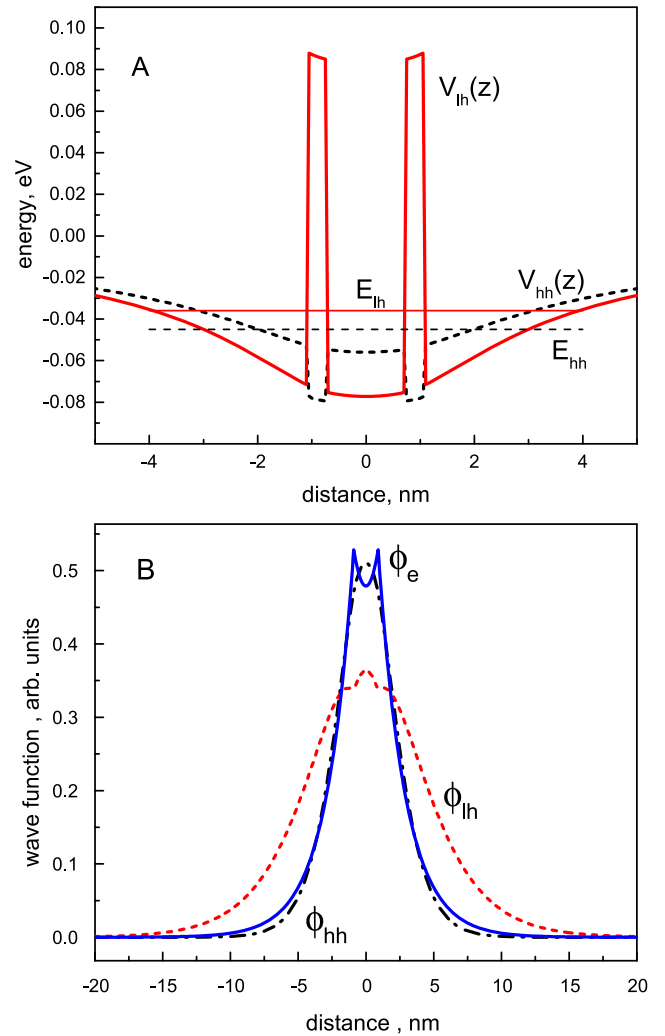 A
V_lh(z)
V_hh(z)
E_lh
E_hh
energy, eV
0.10
0.08
0.06
0.04
0.02
0.00
-0.02
-0.04
-0.06
-0.08
-4 -2 0 2 4
distance, nm
B
ϕ_e
ϕ_lh
ϕ_hh
wave function , arb. units
0.5
0.4
0.3
0.2
0.1
0.0
-20 -15 -10 -5 0 5 10 15 20
distance , nm